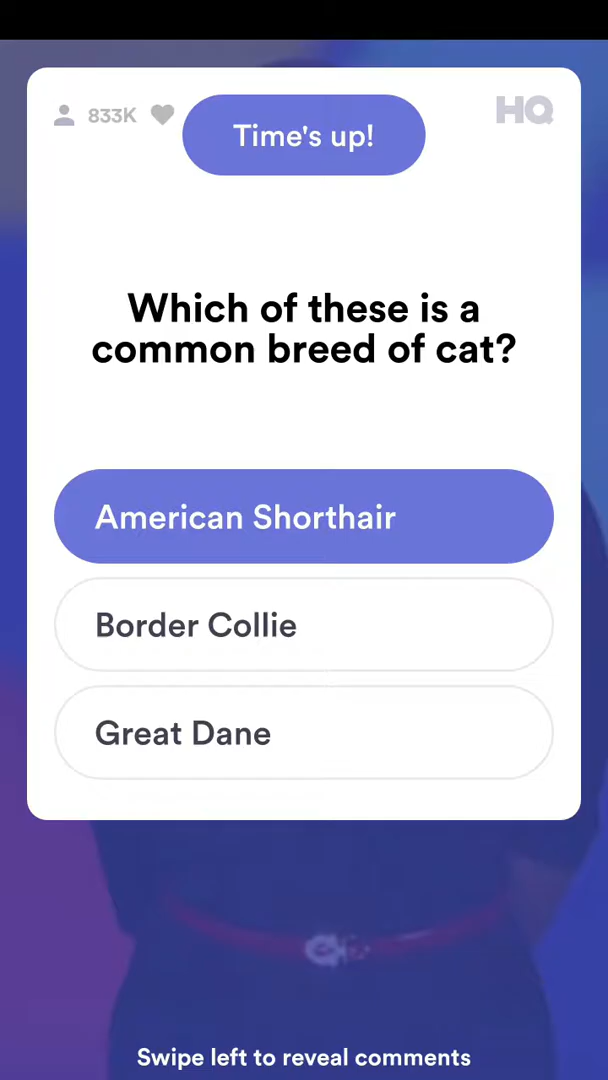 833K
Time's up!
HQ
Which of these is a
common breed of cat?
American Shorthair
Border Collie
Great Dane
Swipe left to reveal comments